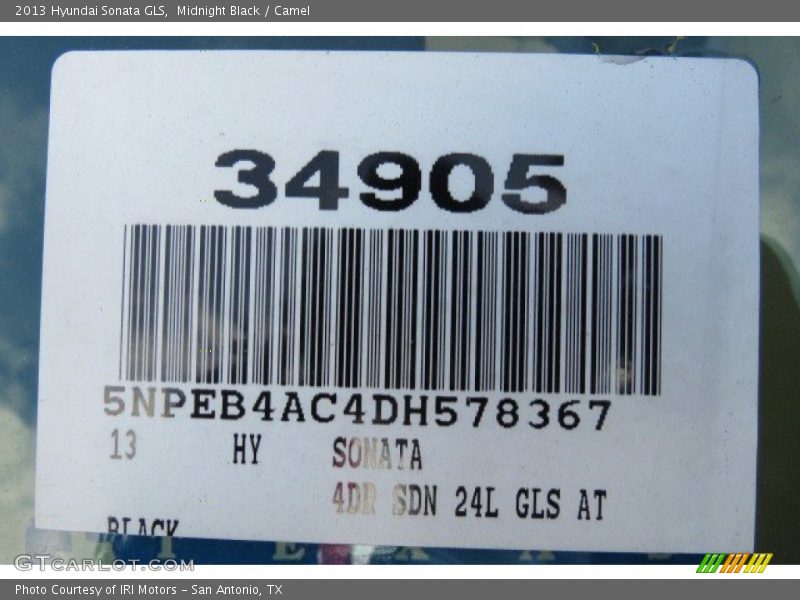 2013 Hyundai Sonata GLS, Midnight Black / Camel
34905
5NPEB4AC4DH578367
13 HY SONATA
4DR SDN 24L GLS AT
BLACK
GTCARLOT.COM
Photo Courtesy of IRI Motors - San Antonio, TX